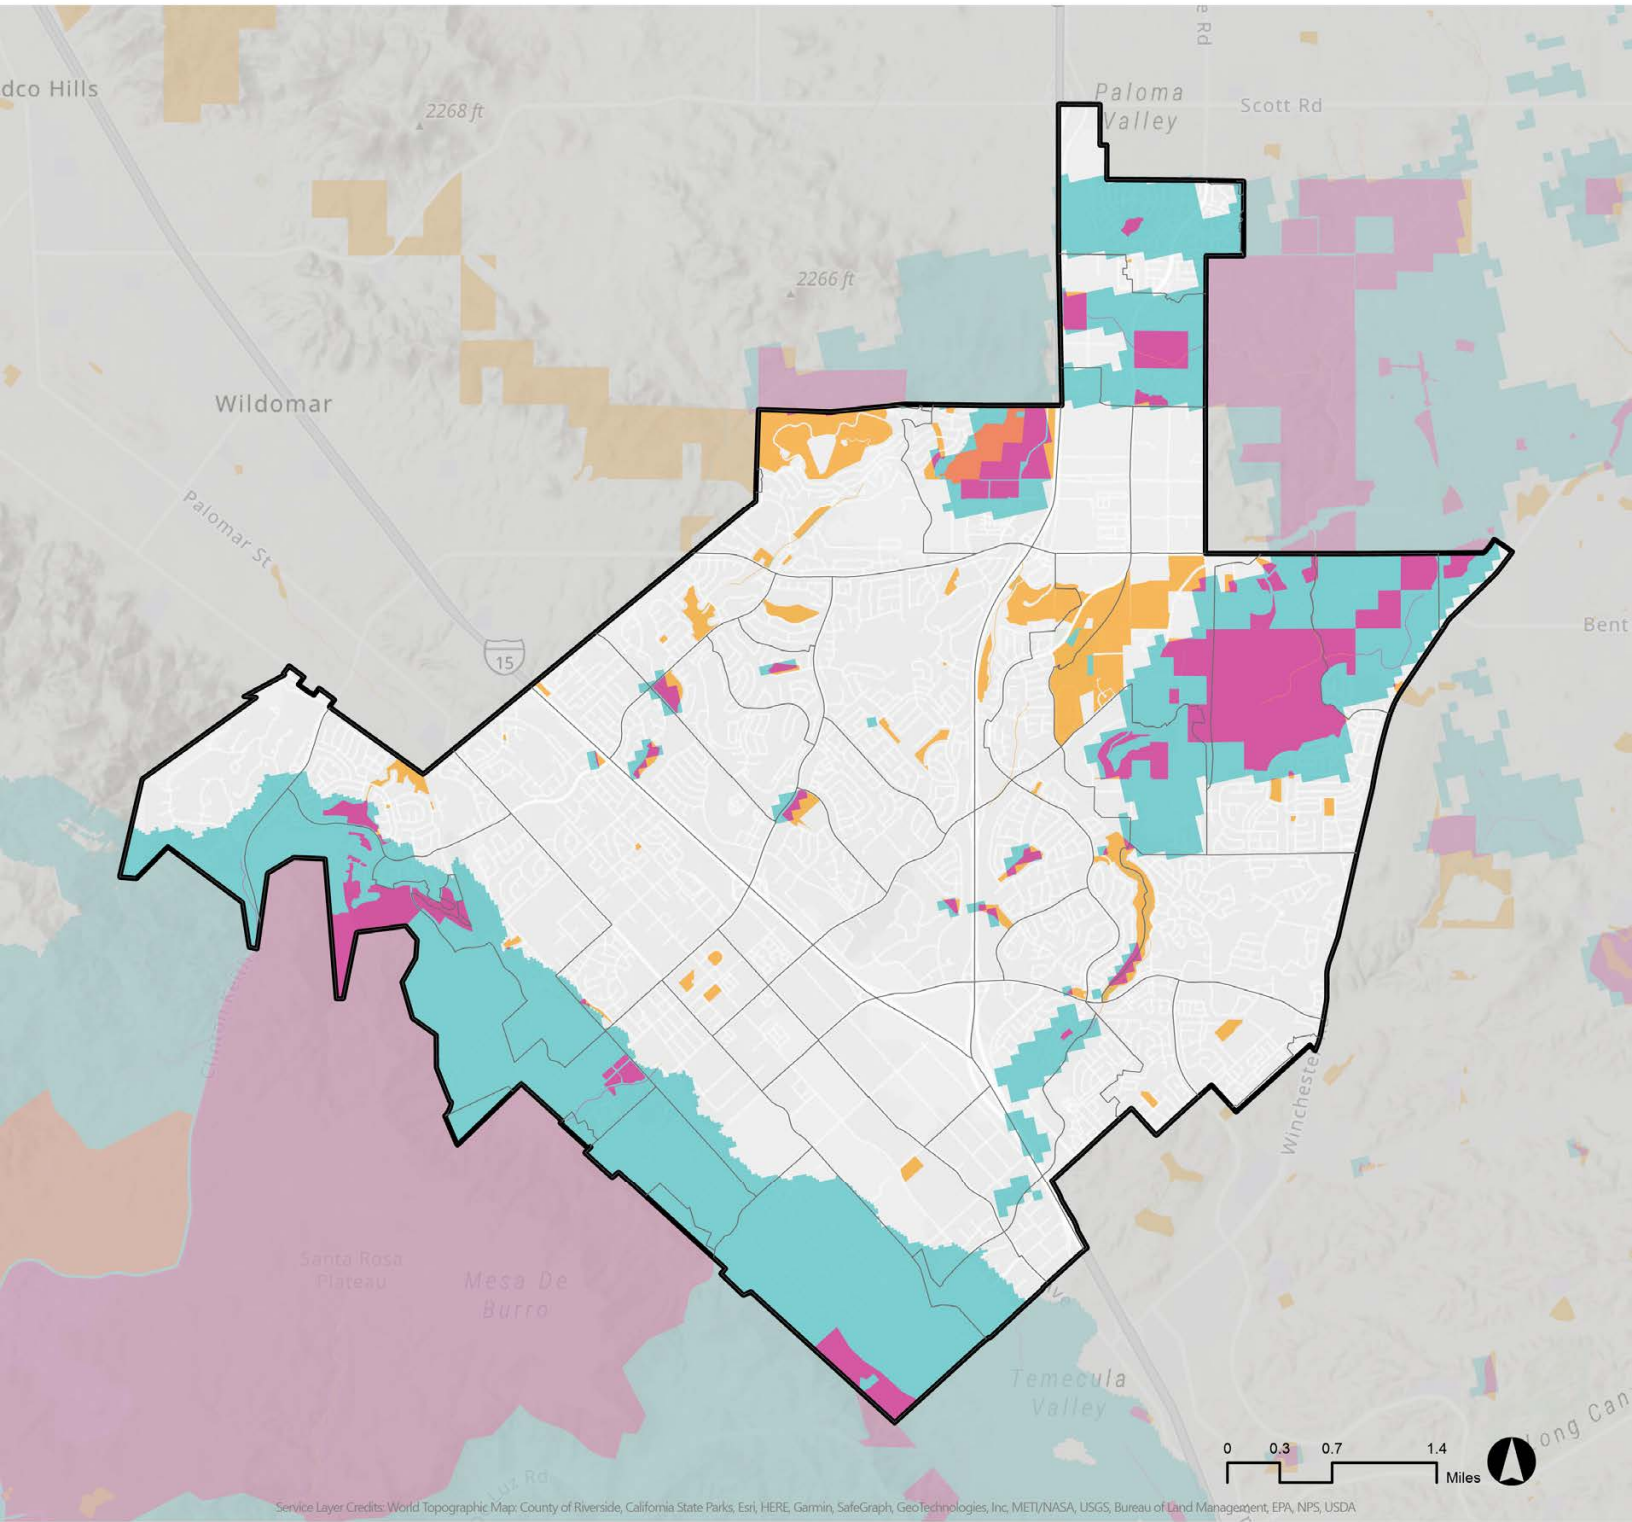 e Rd
dco Hills
Paloma
Valley
Scott Rd
2268 ft
2266 ft
Wildomar
Palomar St
15
Bent
Santa Rosa
Plateau
Mesa De
Burro
Winchester
Temecula
Valley
Long Can
uz Rd
0 0.3 0.7 1.4
Miles
Service Layer Credits: World Topographic Map: County of Riverside, California State Parks, Esri, HERE, Garmin, SafeGraph, GeoTechnologies, Inc, METI/NASA, USGS, Bureau of Land Management, EPA, NPS, USDA